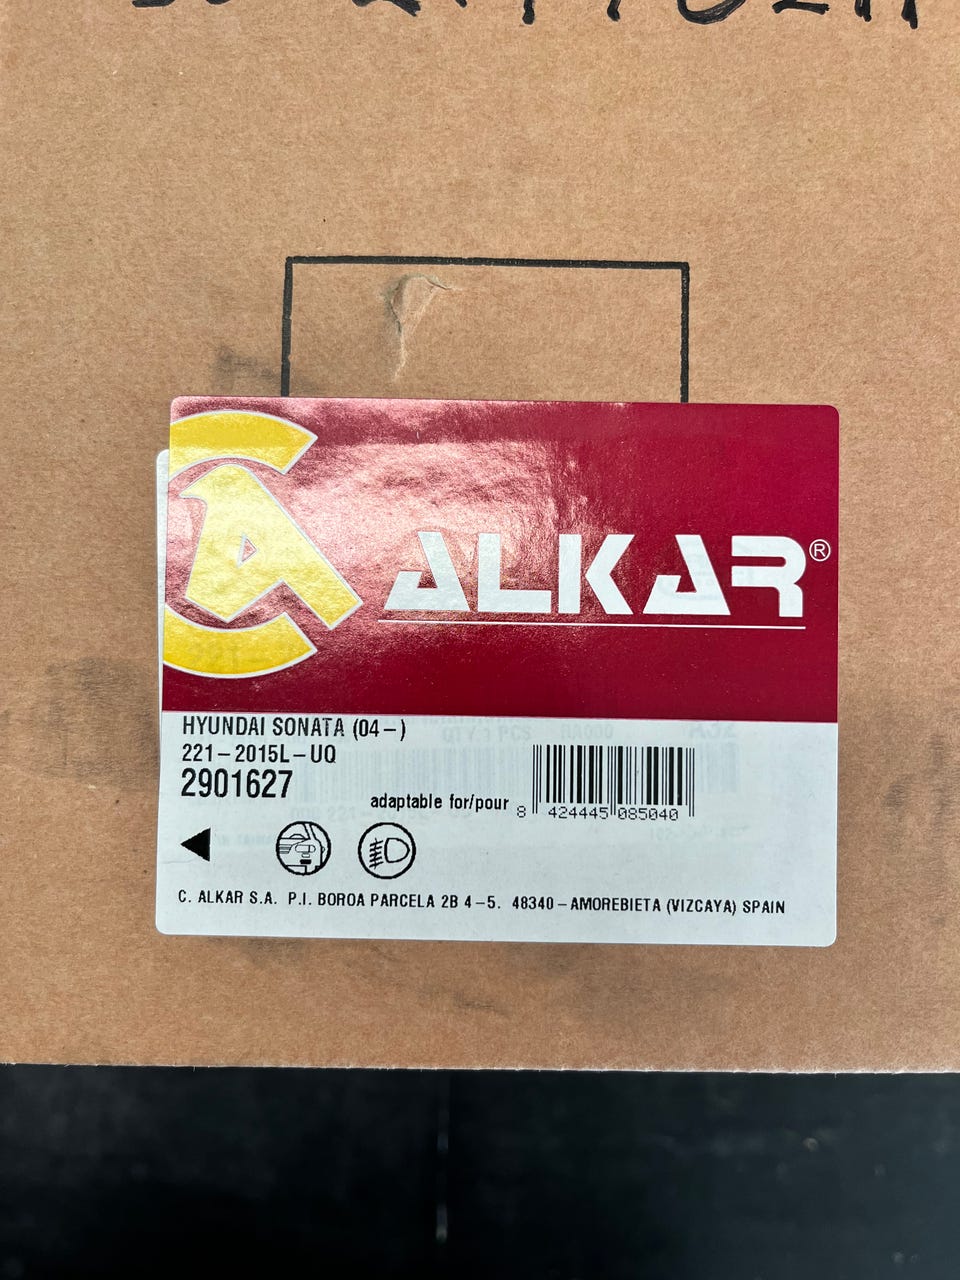 ALKAR®
HYUNDAI SONATA (04-)
221-2015L-UQ
2901627
adaptable for/pour
8 424445 085040
C. ALKAR S.A. P.I. BOROA PARCELA 2B 4-5. 48340-AMOREBIETA (VIZCAYA) SPAIN